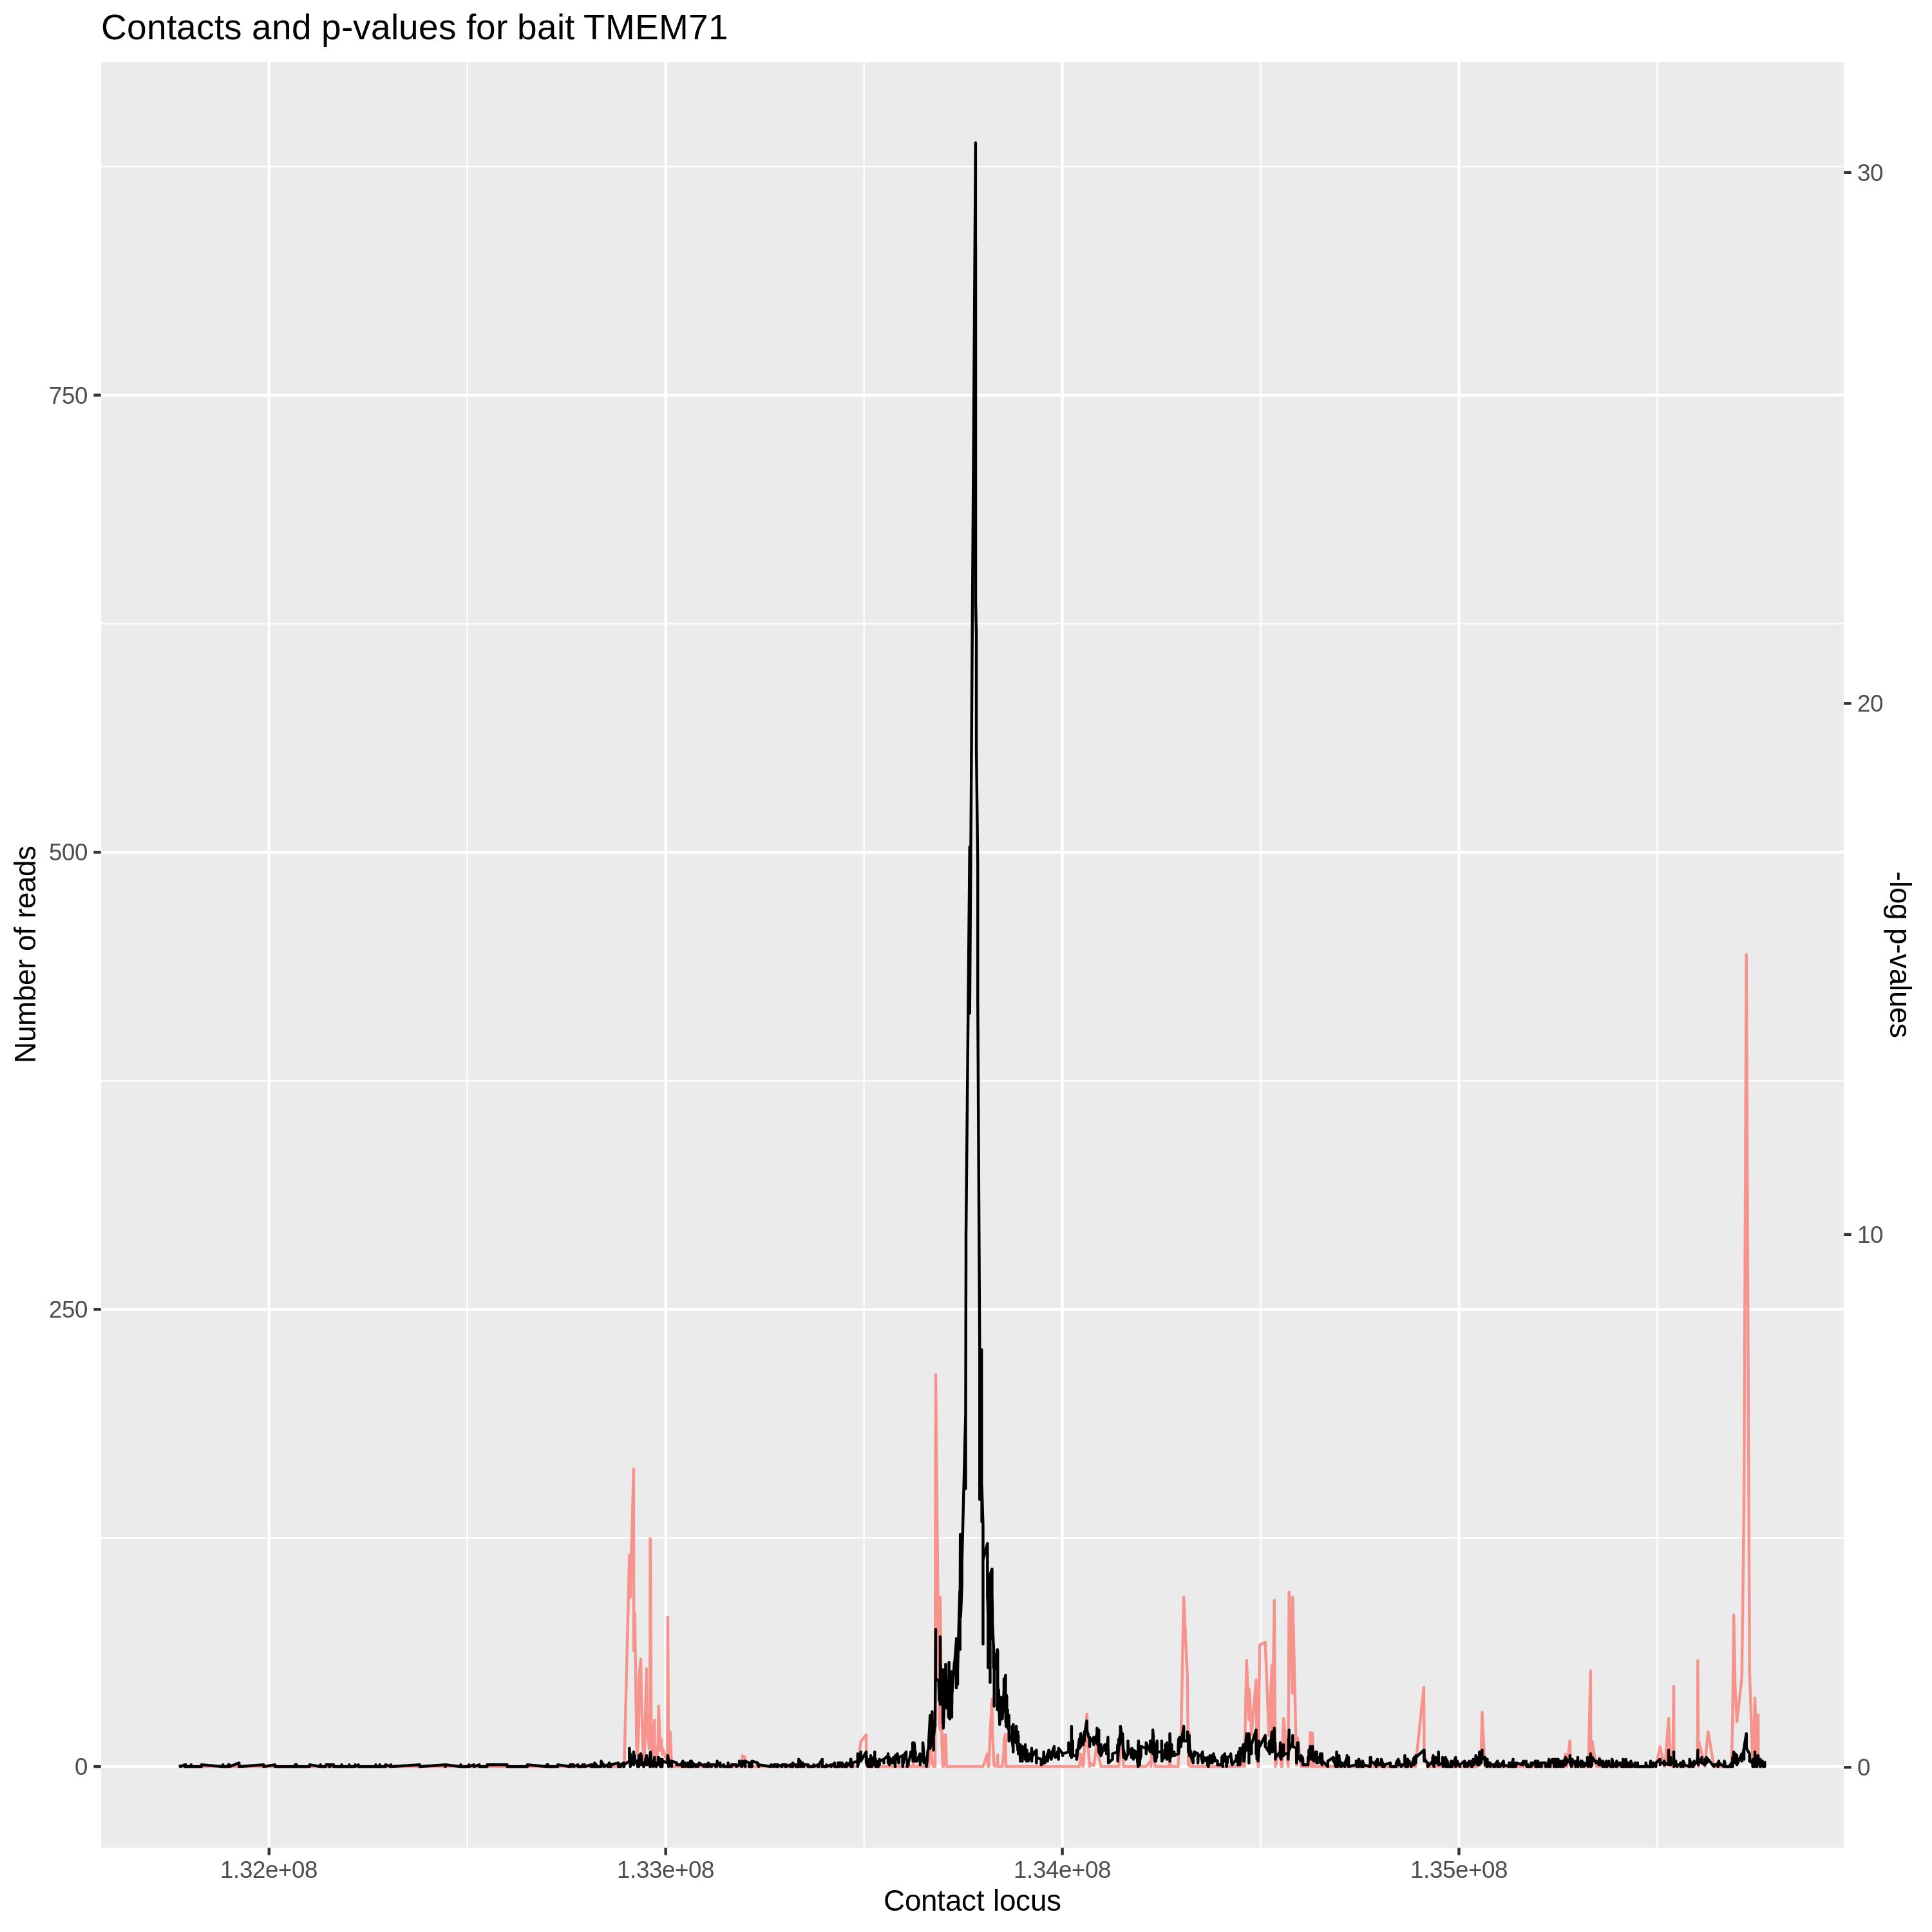 Contacts and p-values for bait TMEM71
Number of reads
750
500
250
0
30
20
10
0
-log p-values
1.32e+08
1.33e+08
1.34e+08
1.35e+08
Contact locus